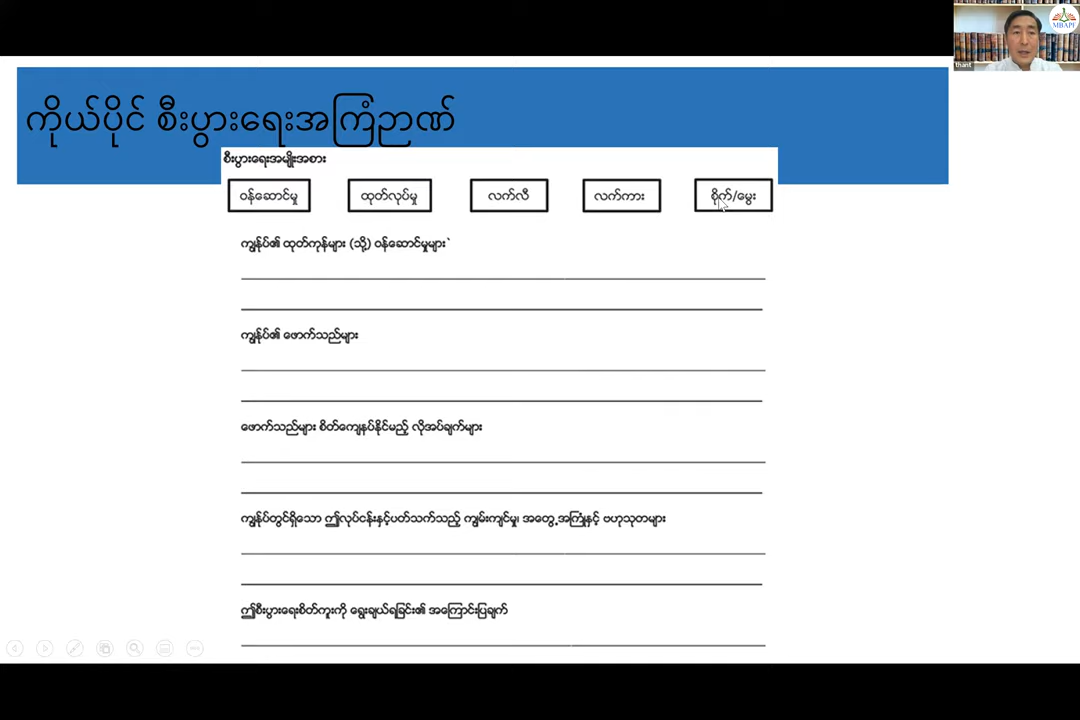 MBAPF
thant
ကိုယ်ပိုင် စီးပွားရေးအကြံဉာဏ်
စီးပွားရေးအမျိုးအစား
ဝန်ဆောင်မှု ထုတ်လုပ်မှု လက်လီ လက်ကား စိုက်/မွေး
ကျွန်ုပ်၏ ထုတ်ကုန်များ (သို့) ဝန်ဆောင်မှုများ`
ကျွန်ုပ်၏ ဖောက်သည်များ
ဖောက်သည်များ စိတ်ကျေနပ်နိုင်မည့် လိုအပ်ချက်များ
ကျွန်ုပ်တွင်ရှိသော ဤလုပ်ငန်းနှင့်ပတ်သက်သည့် ကျွမ်းကျင်မှု၊ အတွေ့အကြုံနှင့် ဗဟုသုတများ
ဤစီးပွားရေးစိတ်ကူးကို ရွေးချယ်ရခြင်း၏ အကြောင်းပြချက်